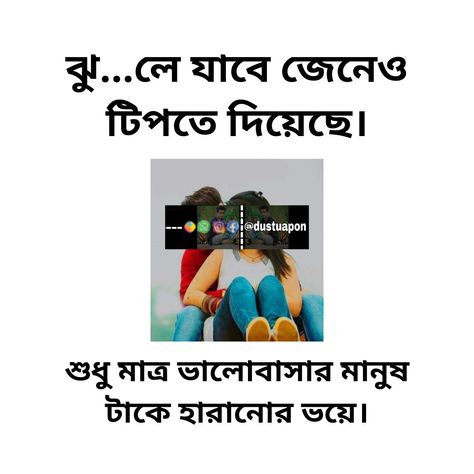 ঝু...লে যাবে জেনেও
টিপতে দিয়েছে।
---@dustuapon
শুধু মাত্র ভালোবাসার মানুষ
টাকে হারানোর ভয়ে।